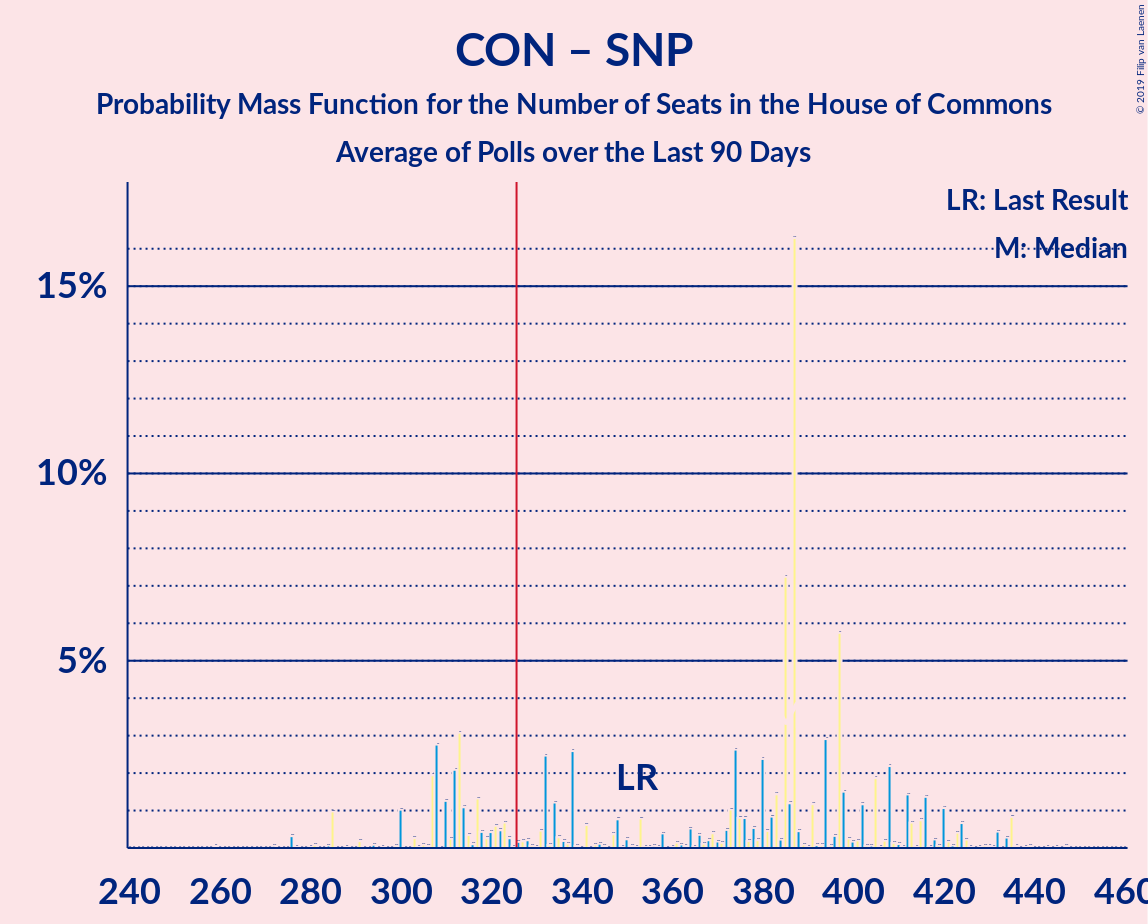 CON – SNP
Probability Mass Function for the Number of Seats in the House of Commons
Average of Polls over the Last 90 Days
© 2019 Filip van Laenen
LR: Last Result
M: Median
15%
10%
5%
LR
240 260 280 300 320 340 360 380 400 420 440 460